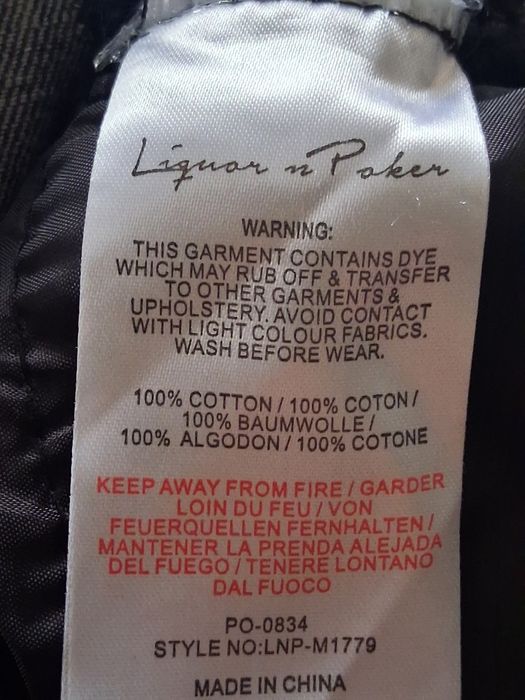 Liquor n Poker
WARNING:
THIS GARMENT CONTAINS DYE
WHICH MAY RUB OFF & TRANSFER
TO OTHER GARMENTS &
UPHOLSTERY. AVOID CONTACT
WITH LIGHT COLOUR FABRICS.
WASH BEFORE WEAR.
100% COTTON / 100% COTON /
100% BAUMWOLLE /
100% ALGODON / 100% COTONE
KEEP AWAY FROM FIRE / GARDER
LOIN DU FEU / VON
FEUERQUELLEN FERNHALTEN /
MANTENER LA PRENDA ALEJADA
DEL FUEGO / TENERE LONTANO
DAL FUOCO
PO-0834
STYLE NO:LNP-M1779
MADE IN CHINA